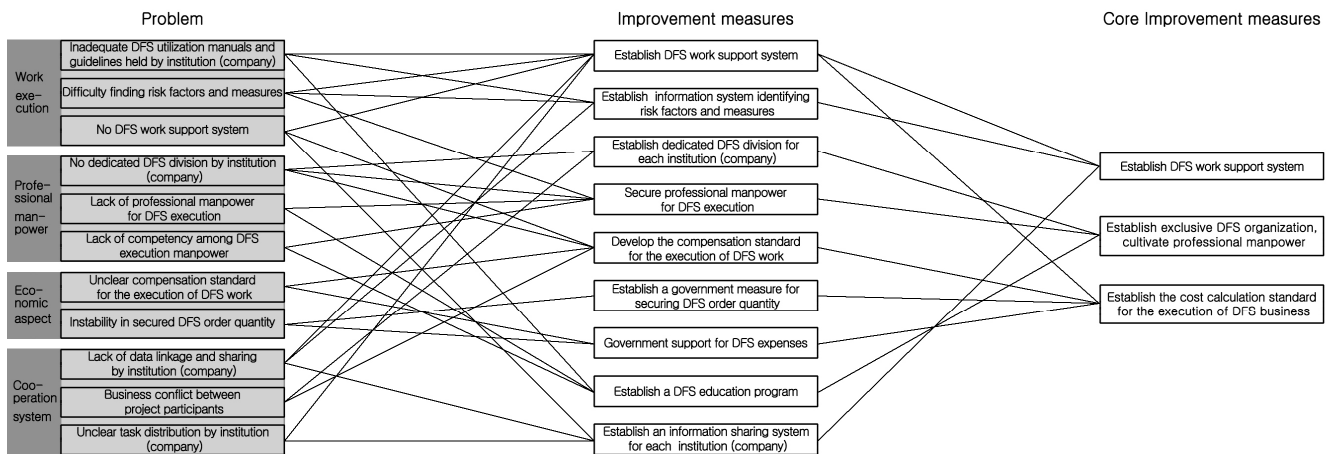 Problem
Improvement measures
Core Improvement measures
Work
exe-
cution
Inadequate DFS utilization manuals and
guidelines held by institution (company)
Difficulty finding risk factors and measures
No DFS work support system
Profe-
ssional
man-
power
No dedicated DFS division by institution
(company)
Lack of professional manpower
for DFS execution
Lack of competency among DFS
execution manpower
Eco-
nomic
aspect
Unclear compensation standard
for the execution of DFS work
Instability in secured DFS order quantity
Coo-
peration
system
Lack of data linkage and sharing
by institution (company)
Business conflict between
project participants
Unclear task distribution by institution
(company)
Establish DFS work support system
Establish information system identifying
risk factors and measures
Establish dedicated DFS division for
each institution (company)
Secure professional manpower
for DFS execution
Develop the compensation standard
for the execution of DFS work
Establish a government measure for
securing DFS order quantity
Government support for DFS expenses
Establish a DFS education program
Establish an information sharing system
for each institution (company)
Establish DFS work support system
Establish exclusive DFS organization,
cultivate professional manpower
Establish the cost calculation standard
for the execution of DFS business